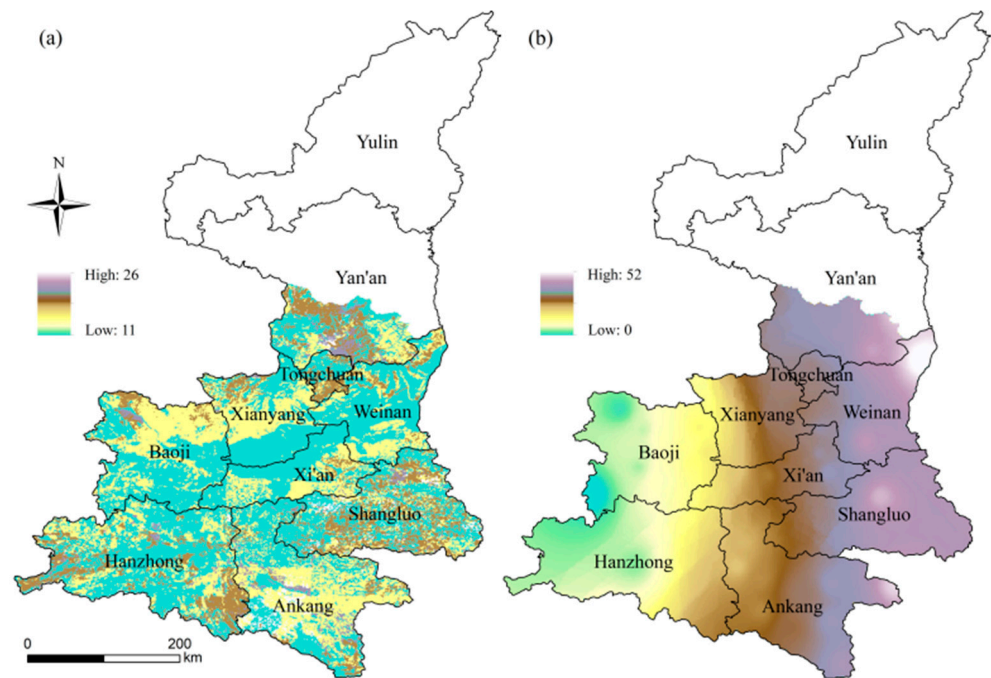 (a)
Yulin
N
High: 26
Low: 11
Yan'an
Tongchuan
Xianyang
Weinan
Baoji
Xi'an
Shangluo
Hanzhong
Ankang
0
200
km
(b)
Yulin
High: 52
Low: 0
Yan'an
Tongchuan
Xianyang
Weinan
Baoji
Xi'an
Shangluo
Hanzhong
Ankang